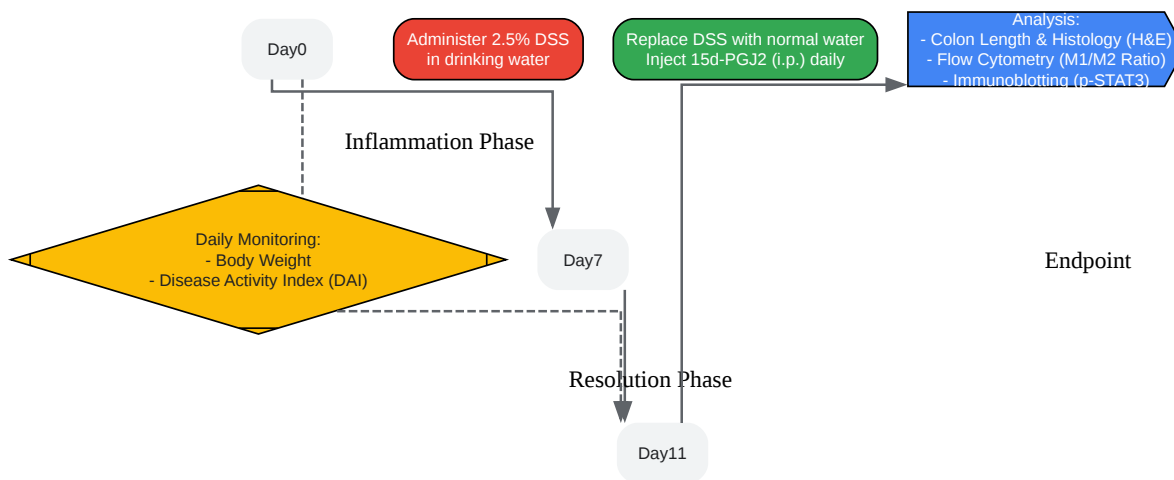 Day0
Administer 2.5% DSS
in drinking water
Replace DSS with normal water
Inject 15d-PGJ2 (i.p.) daily
Analysis:
- Colon Length & Histology (H&E)
- Flow Cytometry (M1/M2 Ratio)
- Immunoblotting (p-STAT3)
Inflammation Phase
Daily Monitoring:
- Body Weight
- Disease Activity Index (DAI)
Day7
Endpoint
Resolution Phase
Day11